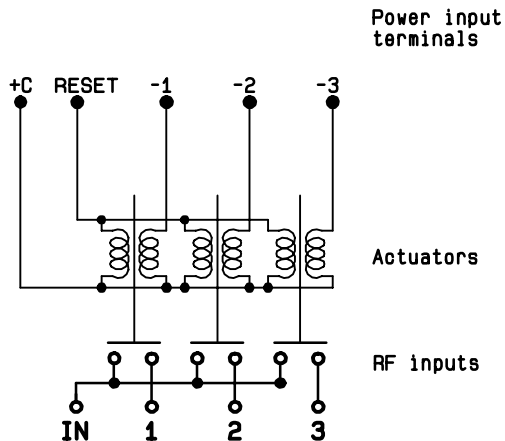 Power input
terminals
+C RESET -1 -2 -3
Actuators
RF inputs
IN 1 2 3